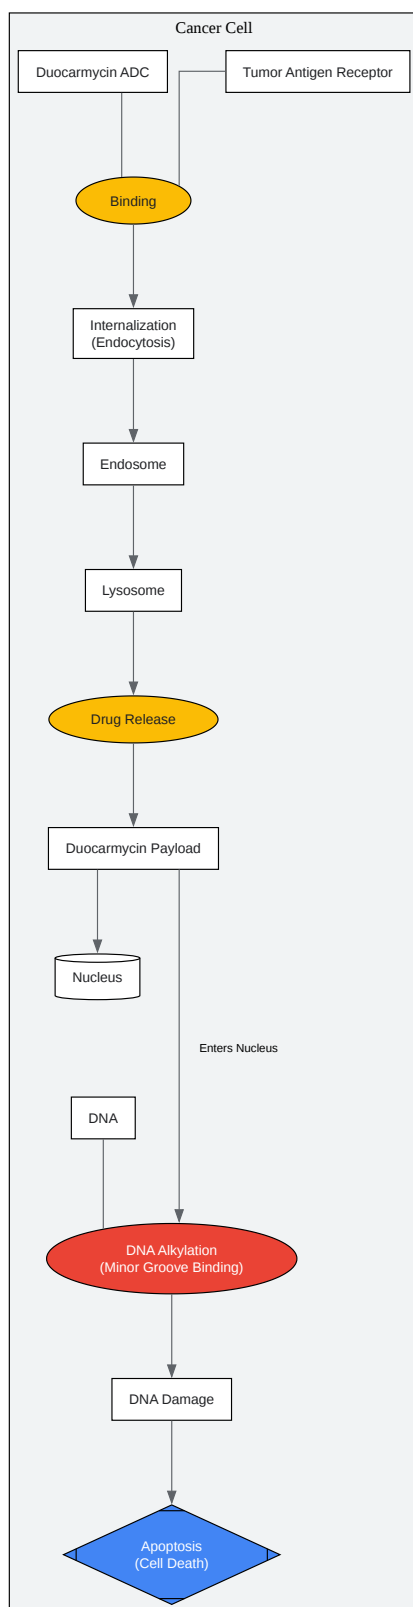 Cancer Cell
Duocarmycin ADC
Tumor Antigen Receptor
Binding
Internalization
(Endocytosis)
Endosome
Lysosome
Drug Release
Duocarmycin Payload
Nucleus
Enters Nucleus
DNA
DNA Alkylation
(Minor Groove Binding)
DNA Damage
Apoptosis
(Cell Death)